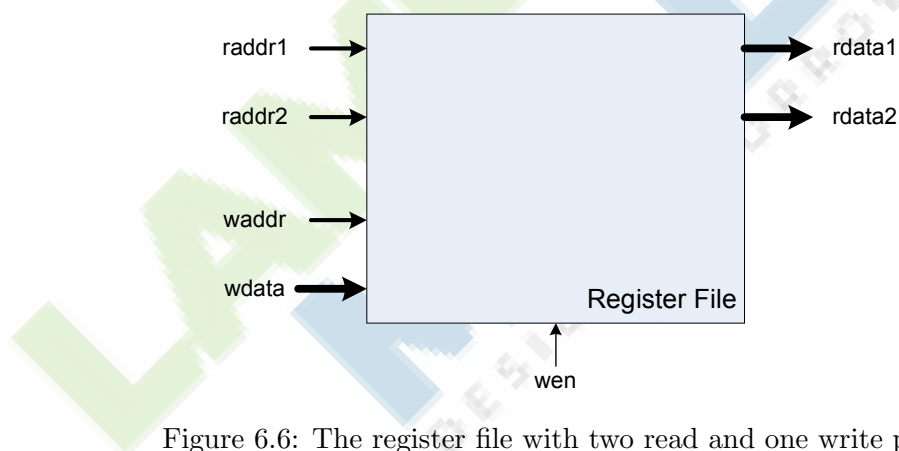 raddr1
rdata1
raddr2
rdata2
waddr
wdata
Register File
wen
Figure 6.6: The register file with two read and one write p